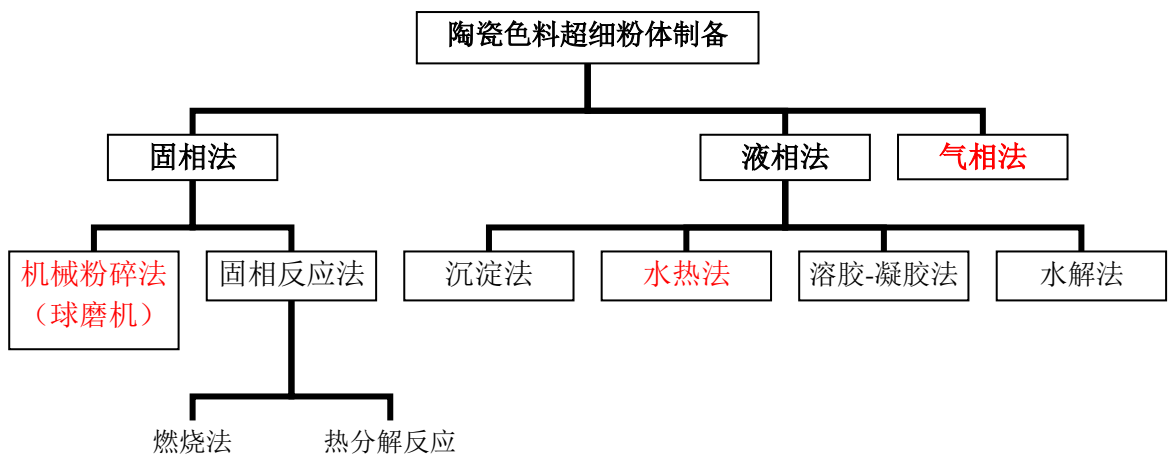 陶瓷色料超细粉体制备
固相法
液相法
气相法
机械粉碎法
（球磨机）
固相反应法
沉淀法
水热法
溶胶-凝胶法
水解法
燃烧法
热分解反应